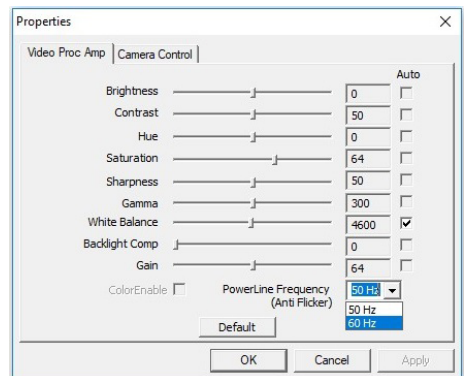 Properties
Video Proc Amp
Camera Control
Auto
Brightness 0
Contrast 50
Hue 0
Saturation 64
Sharpness 50
Gamma 300
White Balance 4600
Backlight Comp 0
Gain 64
ColorEnable PowerLine Frequency 50 Hz
(Anti Flicker) 50 Hz
60 Hz
Default
OK Cancel Apply